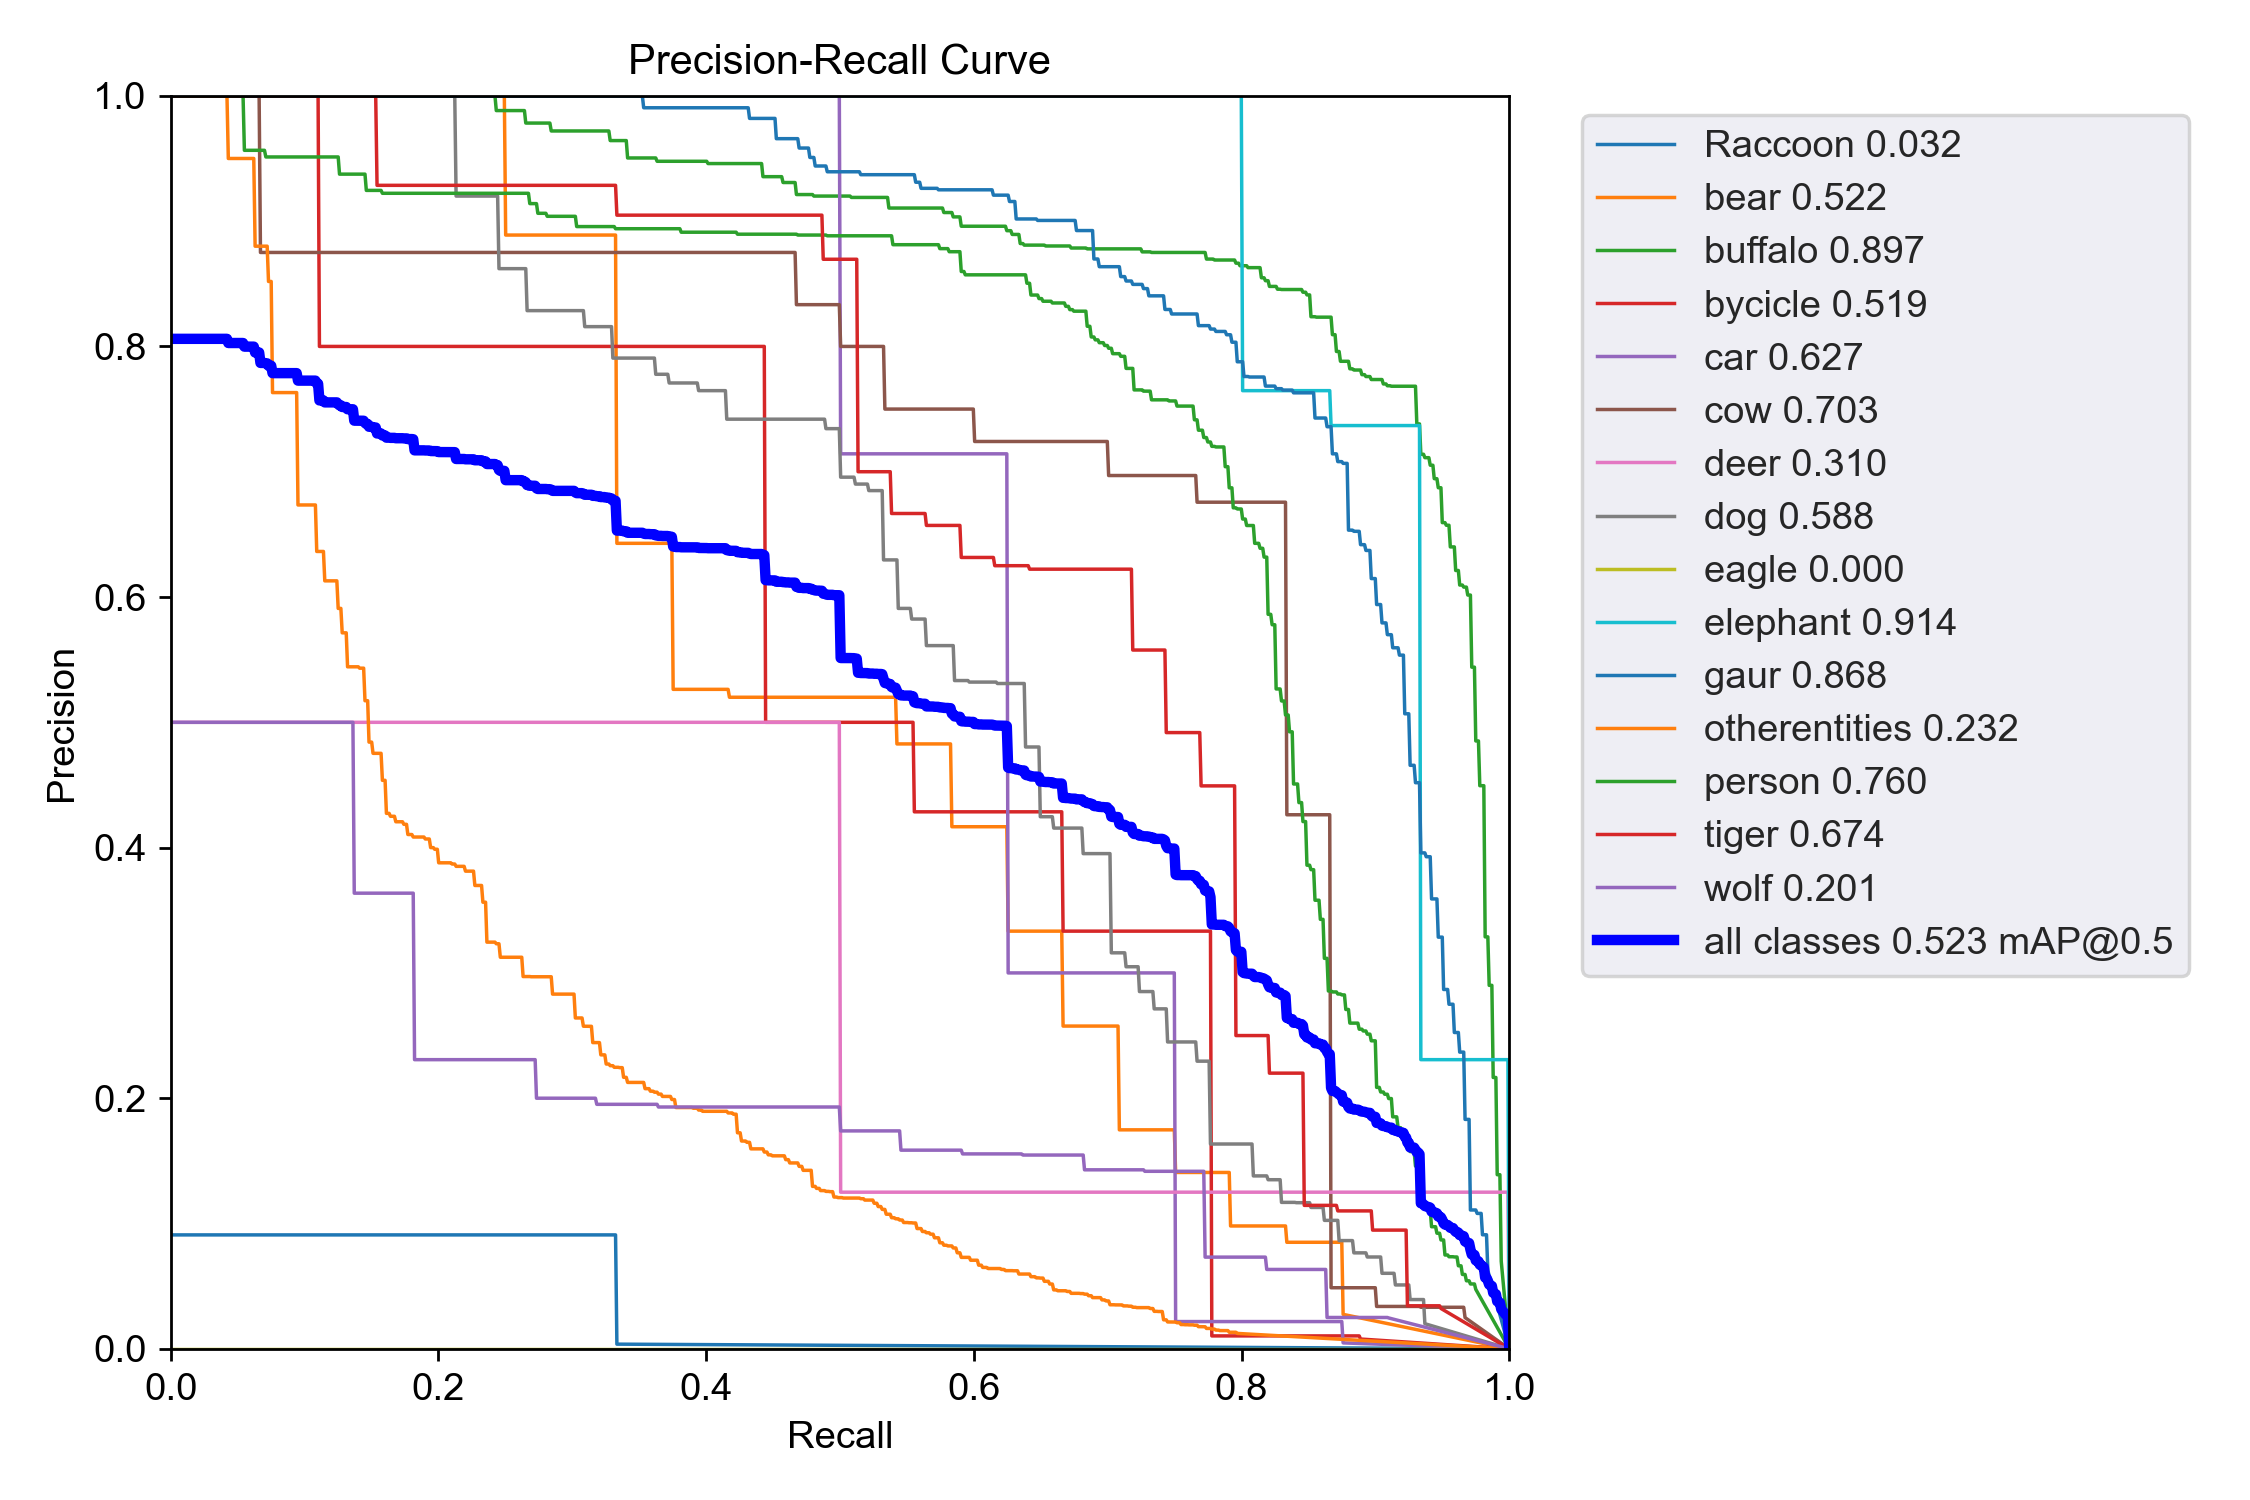 Precision-Recall Curve
1.0
0.8
0.6
0.4
0.2
0.0
Precision
0.0 0.2 0.4 0.6 0.8 1.0
Recall
Raccoon 0.032
bear 0.522
buffalo 0.897
bycicle 0.519
car 0.627
cow 0.703
deer 0.310
dog 0.588
eagle 0.000
elephant 0.914
gaur 0.868
otherentities 0.232
person 0.760
tiger 0.674
wolf 0.201
all classes 0.523 mAP@0.5